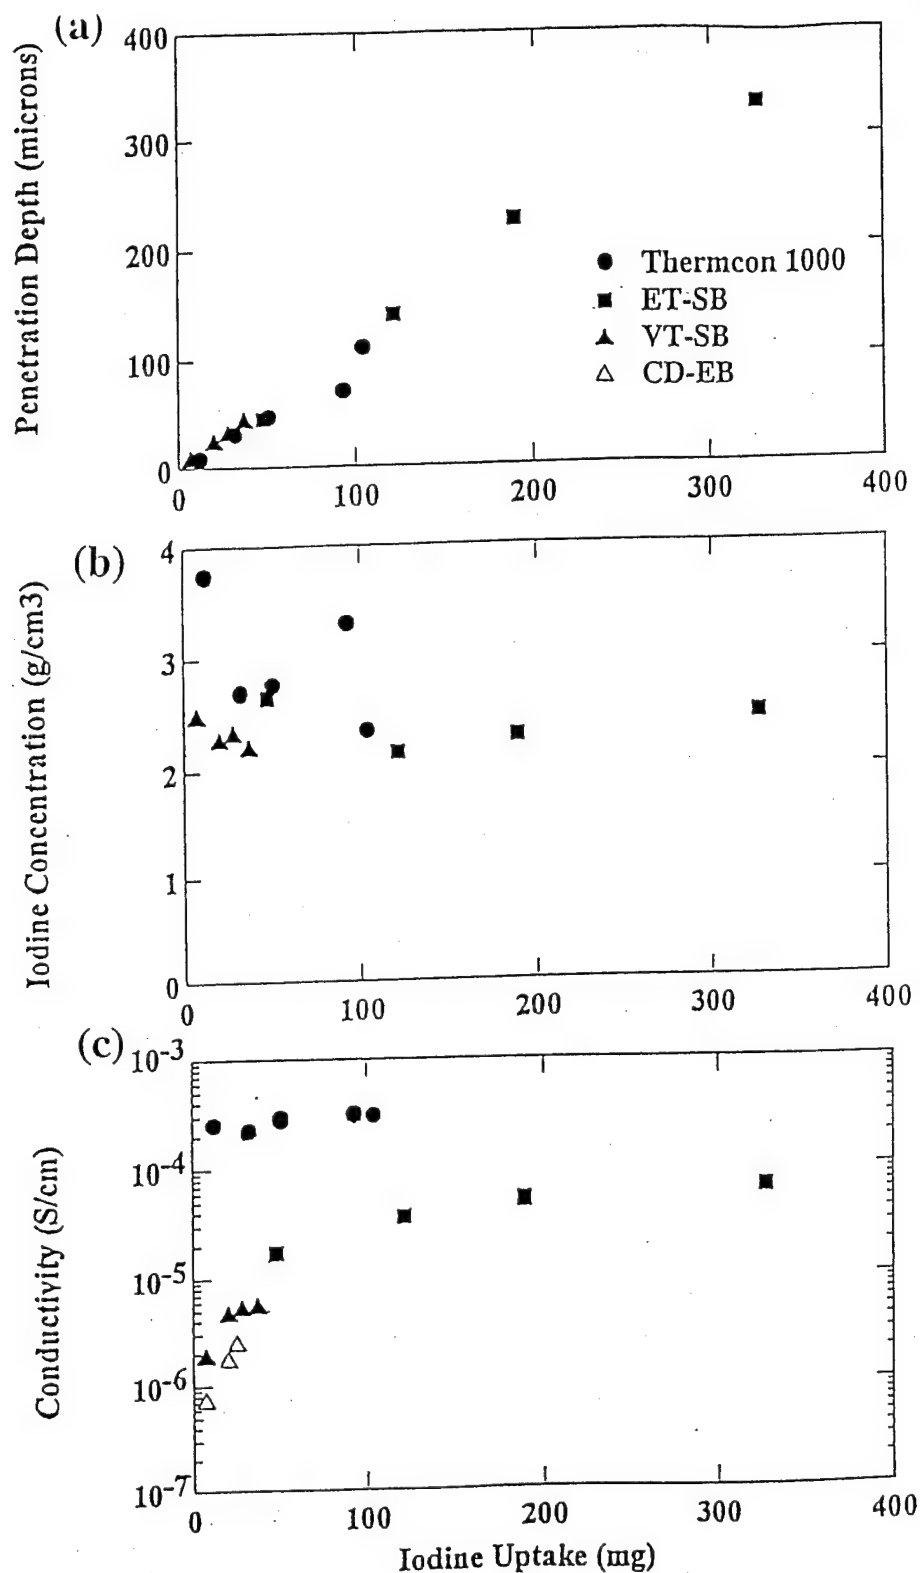 (a)
Penetration Depth (microns)
400
300
200
100
0
0 100 200 300 400
Thermcon 1000
ET-SB
VT-SB
CD-EB
(b)
Iodine Concentration (g/cm3)
4
3
2
1
0
0 100 200 300 400
(c)
Conductivity (S/cm)
10-3
10-4
10-5
10-6
10-7
0 100 200 300 400
Iodine Uptake (mg)